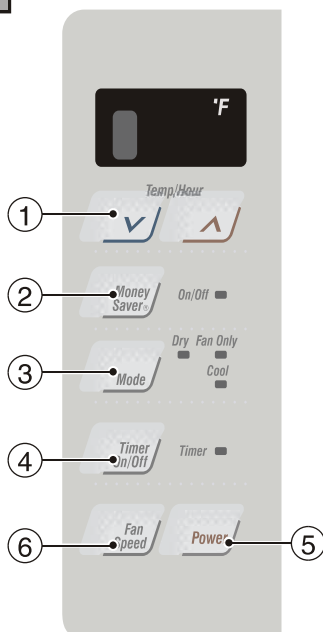 °F
Temp/Hour
1
2
Money
Saver®
On/Off
Dry Fan Only
3
Mode
Cool
4
Timer
On/Off
Timer
6
Fan
Speed
Power
5